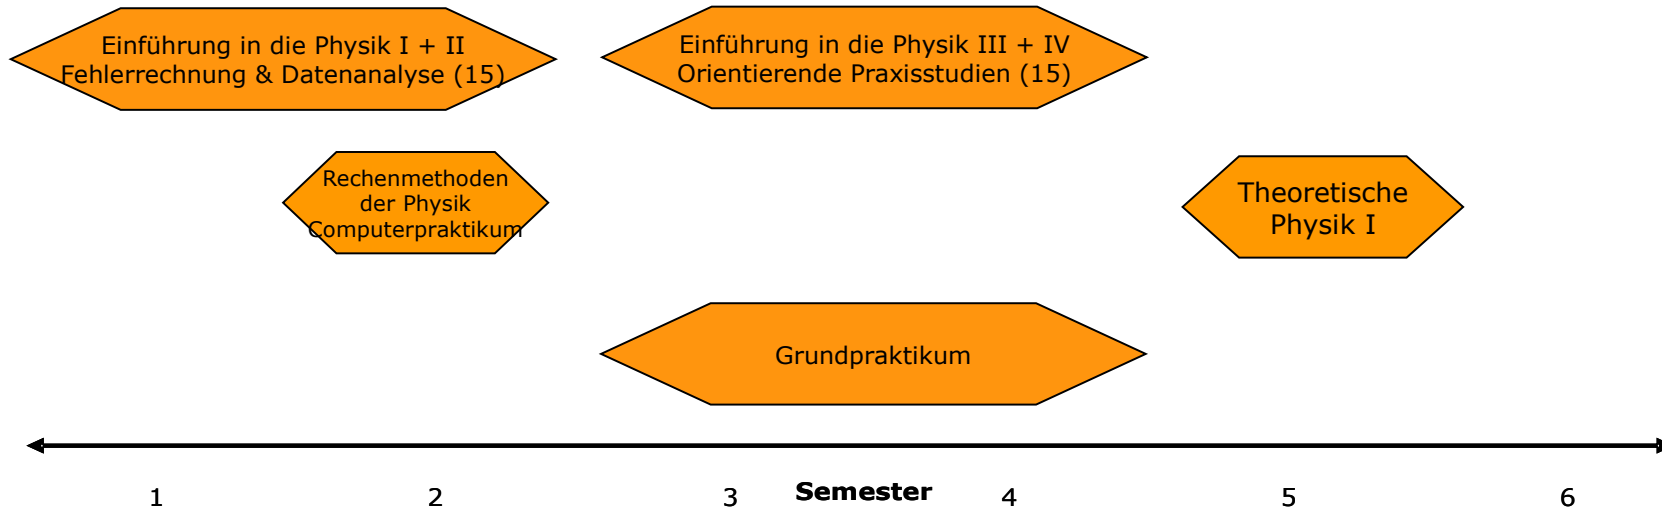 Einführung in die Physik I + II
Fehlerrechnung & Datenanalyse (15)
Einführung in die Physik III + IV
Orientierende Praxisstudien (15)
Rechenmethoden
der Physik
Computerpraktikum
Theoretische
Physik I
Grundpraktikum
1 2 3 Semester 4 5 6